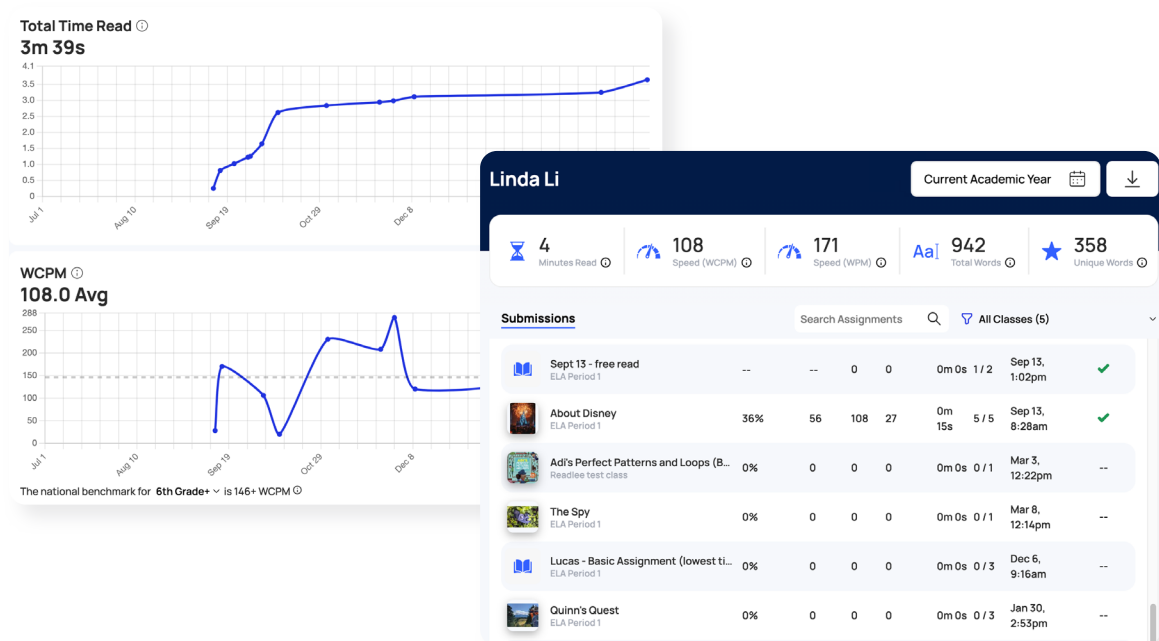 Total Time Read
3m 39s
4.1
3.5
3.0
2.5
2.0
1.5
1.0
0.5
0
Jul 1
Aug 10
Sep 19
Oct 29
Dec 8
WCPM
108.0 Avg
288
250
200
150
100
50
0
Jul 1
Aug 10
Sep 19
Oct 29
Dec 8
The national benchmark for 6th Grade+ is 146+ WCPM
Linda Li
Current Academic Year
4
Minutes Read
108
Speed (WCPM)
171
Speed (WPM)
Aa
942
Total Words
358
Unique Words
Submissions
Search Assignments
All Classes (5)
Sept 13 - free read
ELA Period 1
-- -- 0 0 0m 0s 1 / 2
Sep 13,
1:02pm
About Disney
ELA Period 1
36% 56 108 27
0m
15s
5 / 5
Sep 13,
8:28am
Adi's Perfect Patterns and Loops (B...
Readlee test class
0% 0 0 0 0m 0s 0 / 1
Mar 3,
12:22pm
--
The Spy
ELA Period 1
0% 0 0 0 0m 0s 0 / 1
Mar 8,
12:14pm
--
Lucas - Basic Assignment (lowest ti...
ELA Period 1
0% 0 0 0 0m 0s 0 / 3
Dec 6,
9:16am
--
Quinn's Quest
ELA Period 1
0% 0 0 0 0m 0s 0 / 3
Jan 30,
2:53pm
--